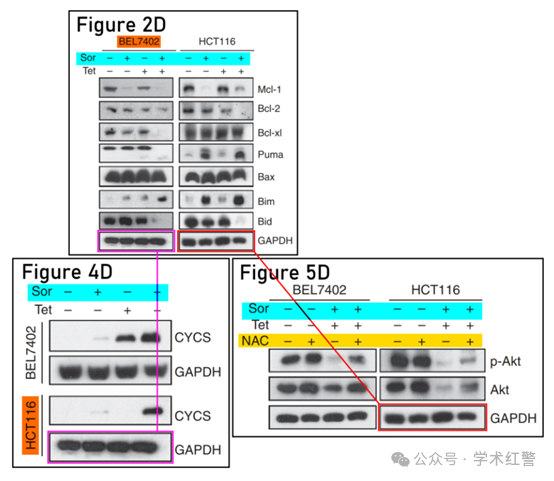 Figure 2D
BEL7402 HCT116
Sor – + – + – + – +
Tet – – + + – – + +
Mcl-1
Bcl-2
Bcl-xl
Puma
Bax
Bim
Bid
GAPDH
Figure 4D
Sor – + – –
Tet – – + –
BEL7402
CYCS
GAPDH
HCT116
CYCS
GAPDH
Figure 5D
BEL7402 HCT116
Sor – – + + – – + +
Tet – – + + – – + +
NAC – + – + – + – +
p-Akt
Akt
GAPDH
公众号 · 学术红警